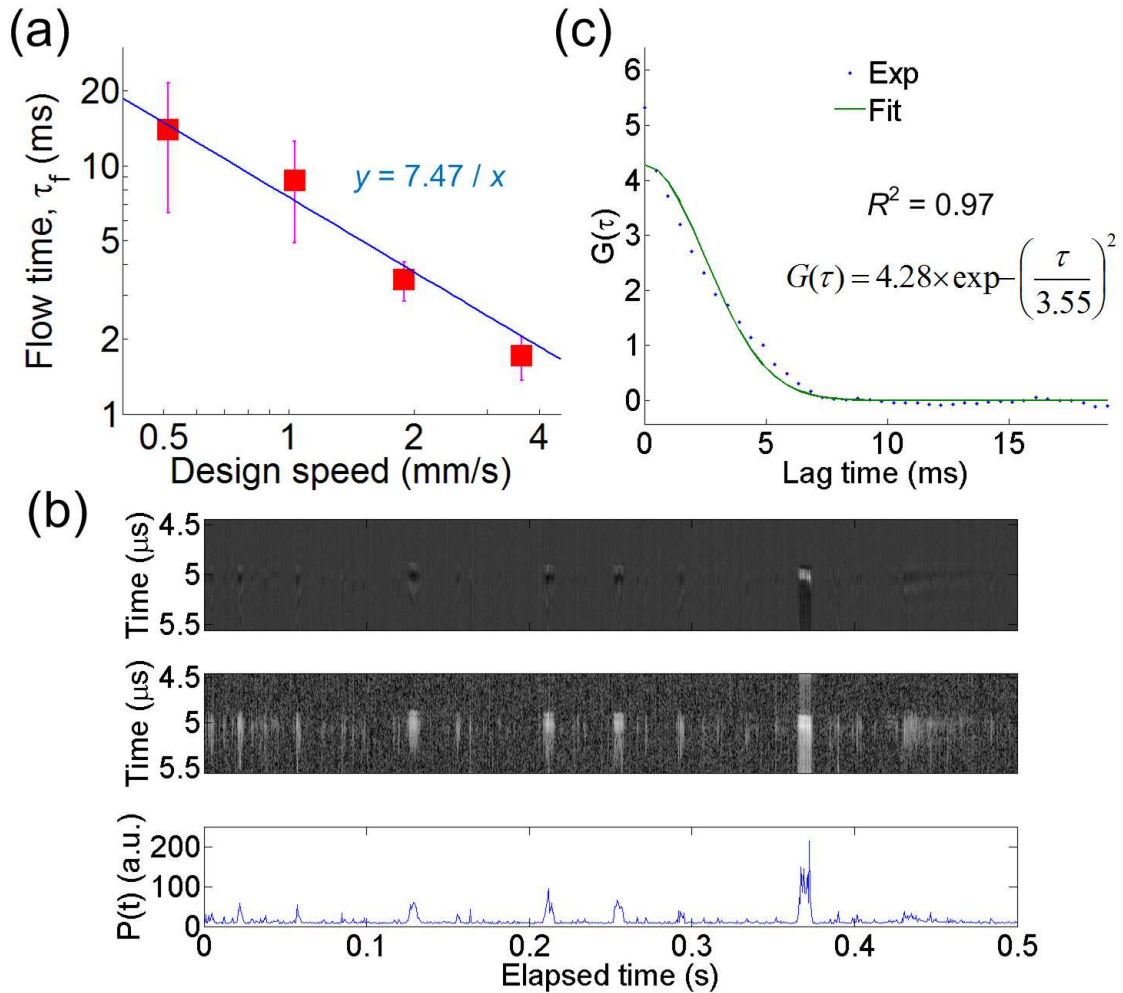 (a)
Flow time, τf (ms)
20
10
5
2
1
y = 7.47 / x
0.5 1 2 4
Design speed (mm/s)
(c)
G(τ)
6
5
4
3
2
1
0
Exp
Fit
R² = 0.97
G(τ) = 4.28×exp−(τ/3.55)²
0 5 10 15
Lag time (ms)
(b)
Time (μs)
4.5
5
5.5
Time (μs)
4.5
5
5.5
P(t) (a.u.)
200
100
0
0 0.1 0.2 0.3 0.4 0.5
Elapsed time (s)